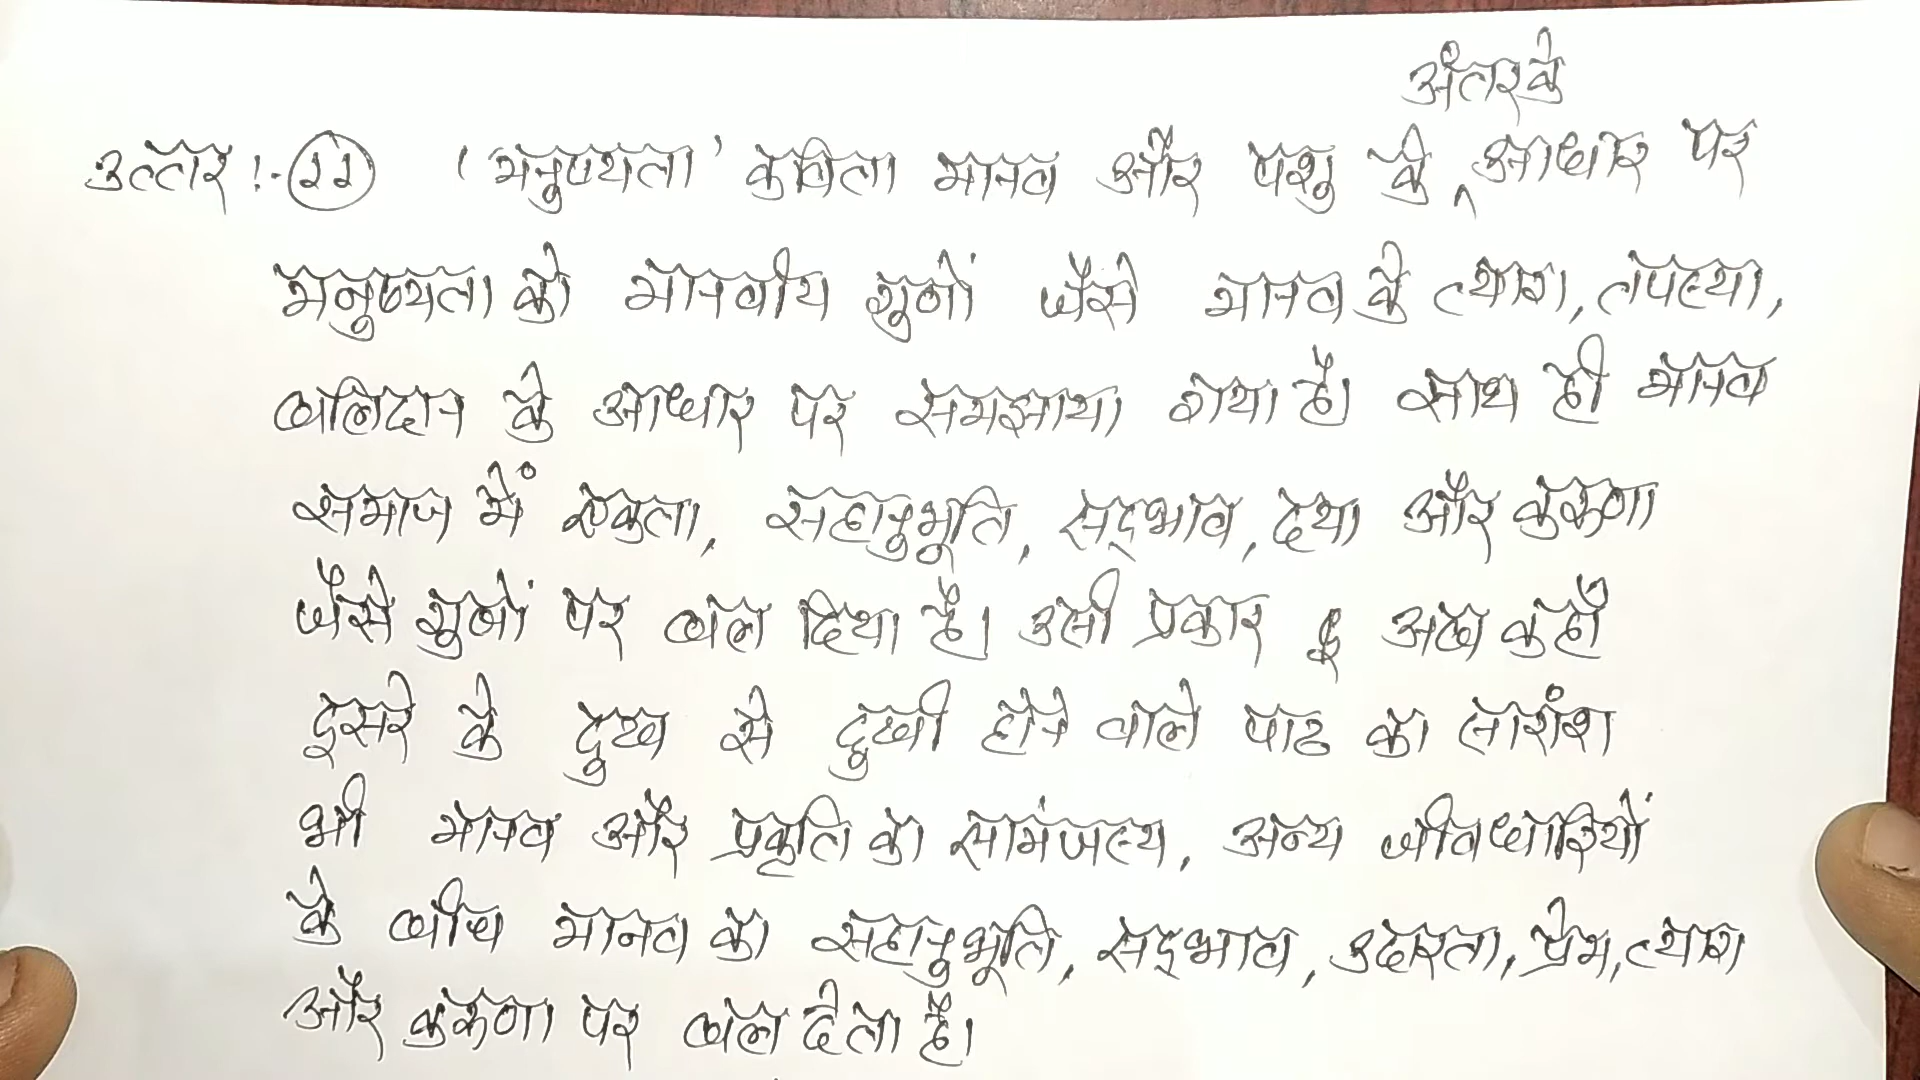 अंतर के
उत्तर :- (11) 'मनुष्यता' कविता मानव और पशु के ^ आधार पर
मनुष्यता को मानवीय गुणों जैसे मानव के त्याग, तपस्या,
बलिदान के आधार पर समझाया गया है। साथ ही मानव
समाज में एकता, सहानुभूति, सद्भाव, दया और करुणा
जैसे गुणों पर बल दिया है। उसी प्रकार अब कहाँ
दूसरे के दुख से दुखी होने वाले पाठ का सारांश
भी मानव और प्रकृति का सामंजस्य, अन्य जीवधारियों
के बीच मानव का सहानुभूति, सद्भाव, उदारता, प्रेम, त्याग
और करुणा पर बल देता है।